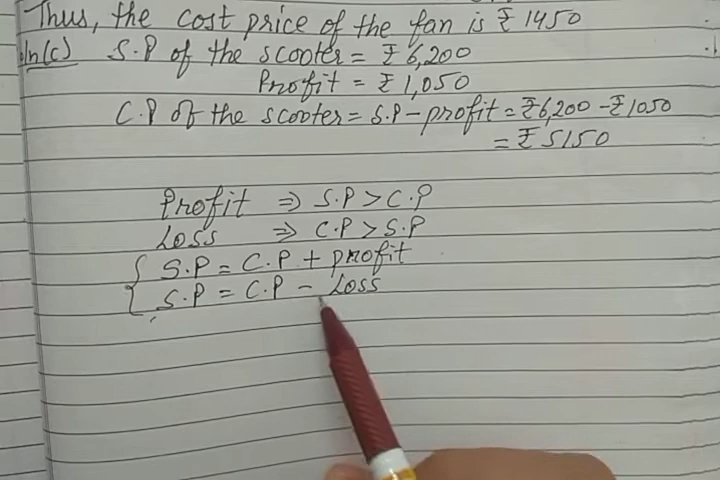 Thus, the cost price of the fan is ₹ 1450
In(c) S.P of the scooter = ₹ 6,200
Profit = ₹ 1,050
C.P of the scooter = S.P - profit = ₹6,200 - ₹1050
= ₹ 5150
Profit ⇒ S.P > C.P
Loss ⇒ C.P > S.P
S.P = C.P + profit
S.P = C.P - Loss